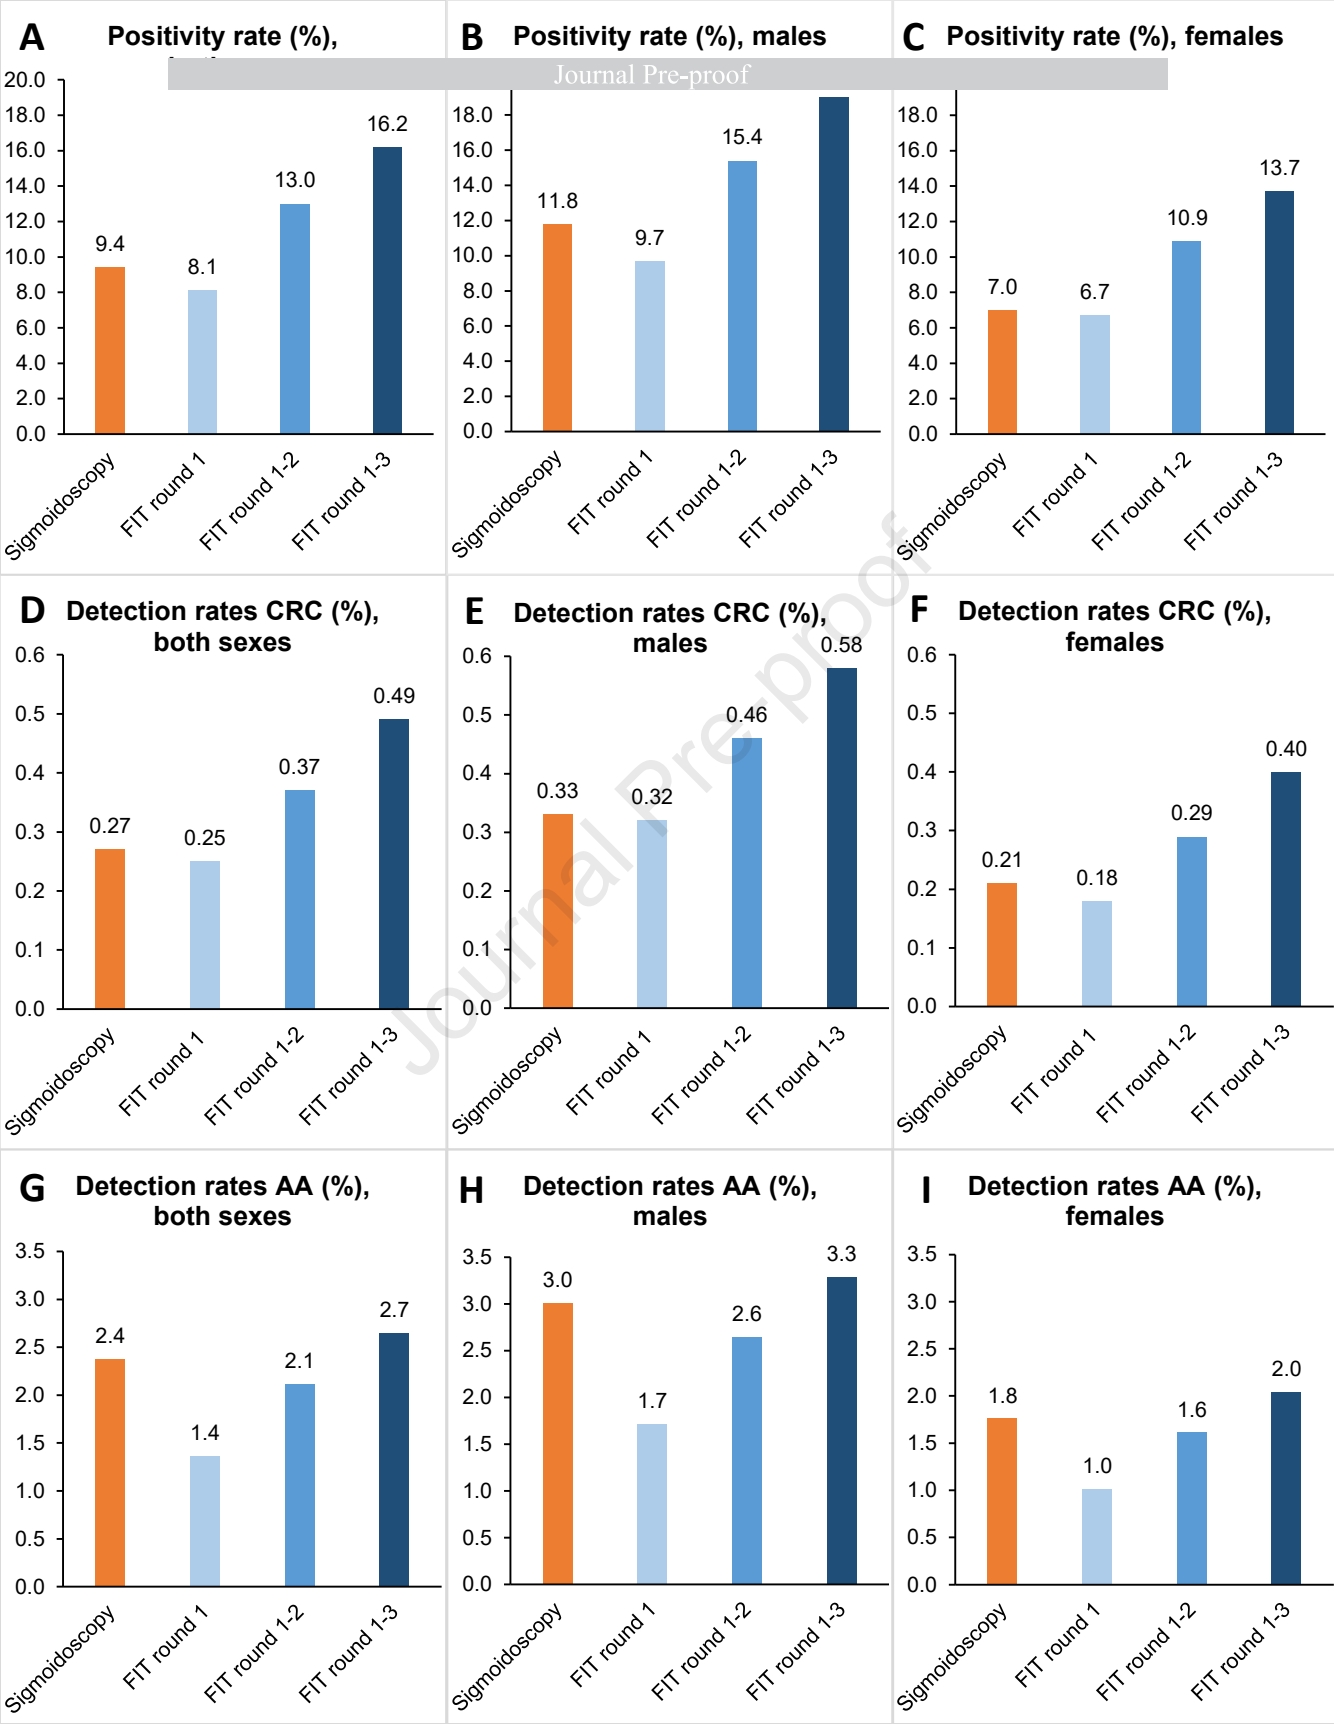 A Positivity rate (%),
Journal Pre-proof
20.0
18.0
16.0
14.0
12.0
10.0
8.0
6.0
4.0
2.0
0.0
9.4
8.1
13.0
16.2
Sigmoidoscopy
FIT round 1
FIT round 1-2
FIT round 1-3
B Positivity rate (%), males
18.0
16.0
14.0
12.0
10.0
8.0
6.0
4.0
2.0
0.0
11.8
9.7
15.4
Sigmoidoscopy
FIT round 1
FIT round 1-2
FIT round 1-3
C Positivity rate (%), females
18.0
16.0
14.0
12.0
10.0
8.0
6.0
4.0
2.0
0.0
7.0
6.7
10.9
13.7
Sigmoidoscopy
FIT round 1
FIT round 1-2
FIT round 1-3
D Detection rates CRC (%),
both sexes
0.6
0.5
0.4
0.3
0.2
0.1
0.0
0.27
0.25
0.37
0.49
Sigmoidoscopy
FIT round 1
FIT round 1-2
FIT round 1-3
E Detection rates CRC (%),
males
0.6
0.5
0.4
0.3
0.2
0.1
0.0
0.33
0.32
0.46
0.58
Sigmoidoscopy
FIT round 1
FIT round 1-2
FIT round 1-3
F Detection rates CRC (%),
females
0.6
0.5
0.4
0.3
0.2
0.1
0.0
0.21
0.18
0.29
0.40
Sigmoidoscopy
FIT round 1
FIT round 1-2
FIT round 1-3
Journal Pre-proof
G Detection rates AA (%),
both sexes
3.5
3.0
2.5
2.0
1.5
1.0
0.5
0.0
2.4
1.4
2.1
2.7
Sigmoidoscopy
FIT round 1
FIT round 1-2
FIT round 1-3
H Detection rates AA (%),
males
3.5
3.0
2.5
2.0
1.5
1.0
0.5
0.0
3.0
1.7
2.6
3.3
Sigmoidoscopy
FIT round 1
FIT round 1-2
FIT round 1-3
I Detection rates AA (%),
females
3.5
3.0
2.5
2.0
1.5
1.0
0.5
0.0
1.8
1.0
1.6
2.0
Sigmoidoscopy
FIT round 1
FIT round 1-2
FIT round 1-3